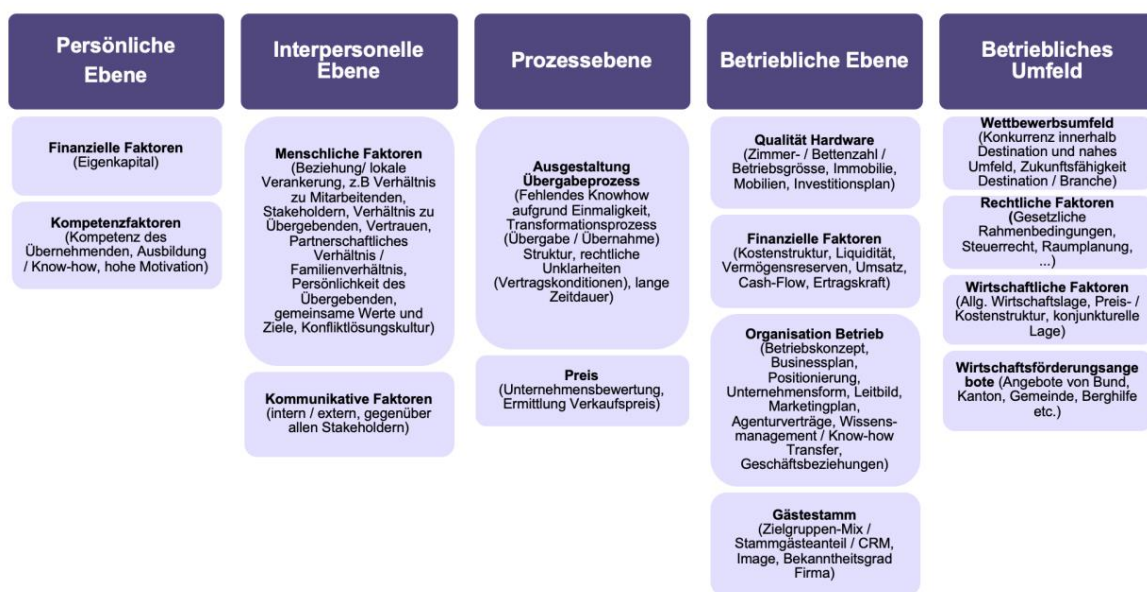 Persönliche
Ebene
Finanzielle Faktoren
(Eigenkapital)
Kompetenzfaktoren
(Kompetenz des
Übernehmenden, Ausbildung
/ Know-how, hohe Motivation)
Interpersonelle
Ebene
Menschliche Faktoren
(Beziehung/ lokale
Verankerung, z.B Verhältnis
zu Mitarbeitenden,
Stakeholdern, Verhältnis zu
Übergebenden, Vertrauen,
Partnerschaftliches
Verhältnis /
Familienverhältnis,
Persönlichkeit des
Übergebenden,
gemeinsame Werte und
Ziele, Konfliktlösungskultur)
Kommunikative Faktoren
(intern / extern, gegenüber
allen Stakeholdern)
Prozessebene
Ausgestaltung
Übergabeprozess
(Fehlendes Knowhow
aufgrund Einmaligkeit,
Transformationsprozess
(Übergabe / Übernahme)
Struktur, rechtliche
Unklarheiten
(Vertragskonditionen), lange
Zeitdauer)
Preis
(Unternehmensbewertung,
Ermittlung Verkaufspreis)
Betriebliche Ebene
Qualität Hardware
(Zimmer- / Bettenzahl /
Betriebsgrösse, Immobilie,
Mobilien, Investitionsplan)
Finanzielle Faktoren
(Kostenstruktur, Liquidität,
Vermögensreserven, Umsatz,
Cash-Flow, Ertragskraft)
Organisation Betrieb
(Betriebskonzept,
Businessplan,
Positionierung,
Unternehmensform, Leitbild,
Marketingplan,
Agenturverträge, Wissens-
management / Know-how
Transfer,
Geschäftsbeziehungen)
Gästestamm
(Zielgruppen-Mix /
Stammgästeanteil / CRM,
Image, Bekanntheitsgrad
Firma)
Betriebliches
Umfeld
Wettbewerbsumfeld
(Konkurrenz innerhalb
Destination und nahes
Umfeld, Zukunftsfähigkeit
Destination / Branche)
Rechtliche Faktoren
(Gesetzliche
Rahmenbedingungen,
Steuerrecht, Raumplanung,
...)
Wirtschaftliche Faktoren
(Allg. Wirtschaftslage, Preis- /
Kostenstruktur, konjunkturelle
Lage)
Wirtschaftsförderungsange
bote (Angebote von Bund,
Kanton, Gemeinde, Berghilfe
etc.)